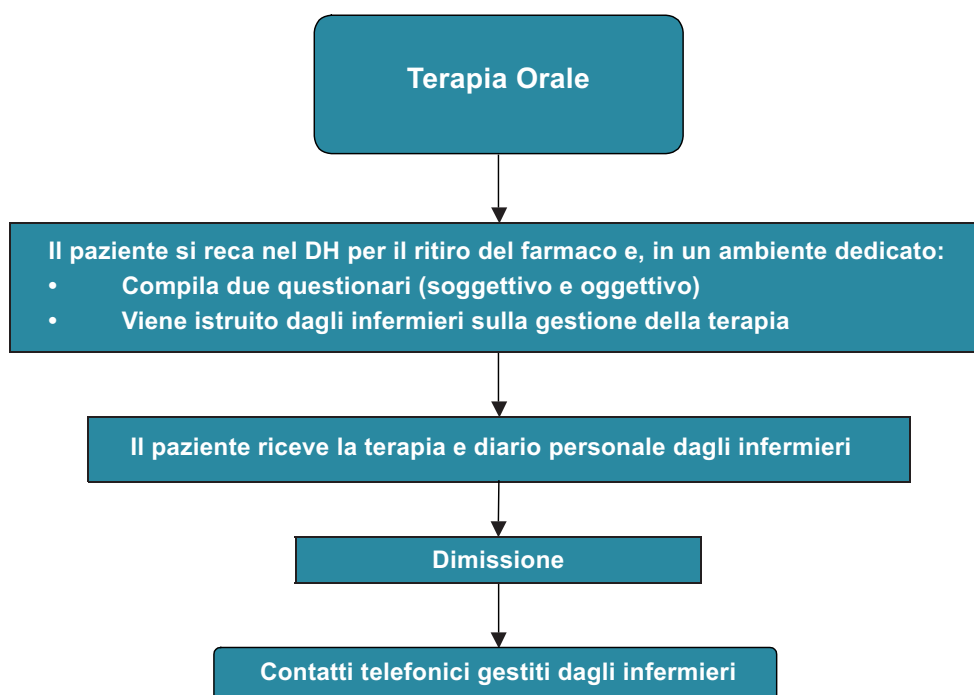 Terapia Orale
Il paziente si reca nel DH per il ritiro del farmaco e, in un ambiente dedicato:
• Compila due questionari (soggettivo e oggettivo)
• Viene istruito dagli infermieri sulla gestione della terapia
Il paziente riceve la terapia e diario personale dagli infermieri
Dimissione
Contatti telefonici gestiti dagli infermieri